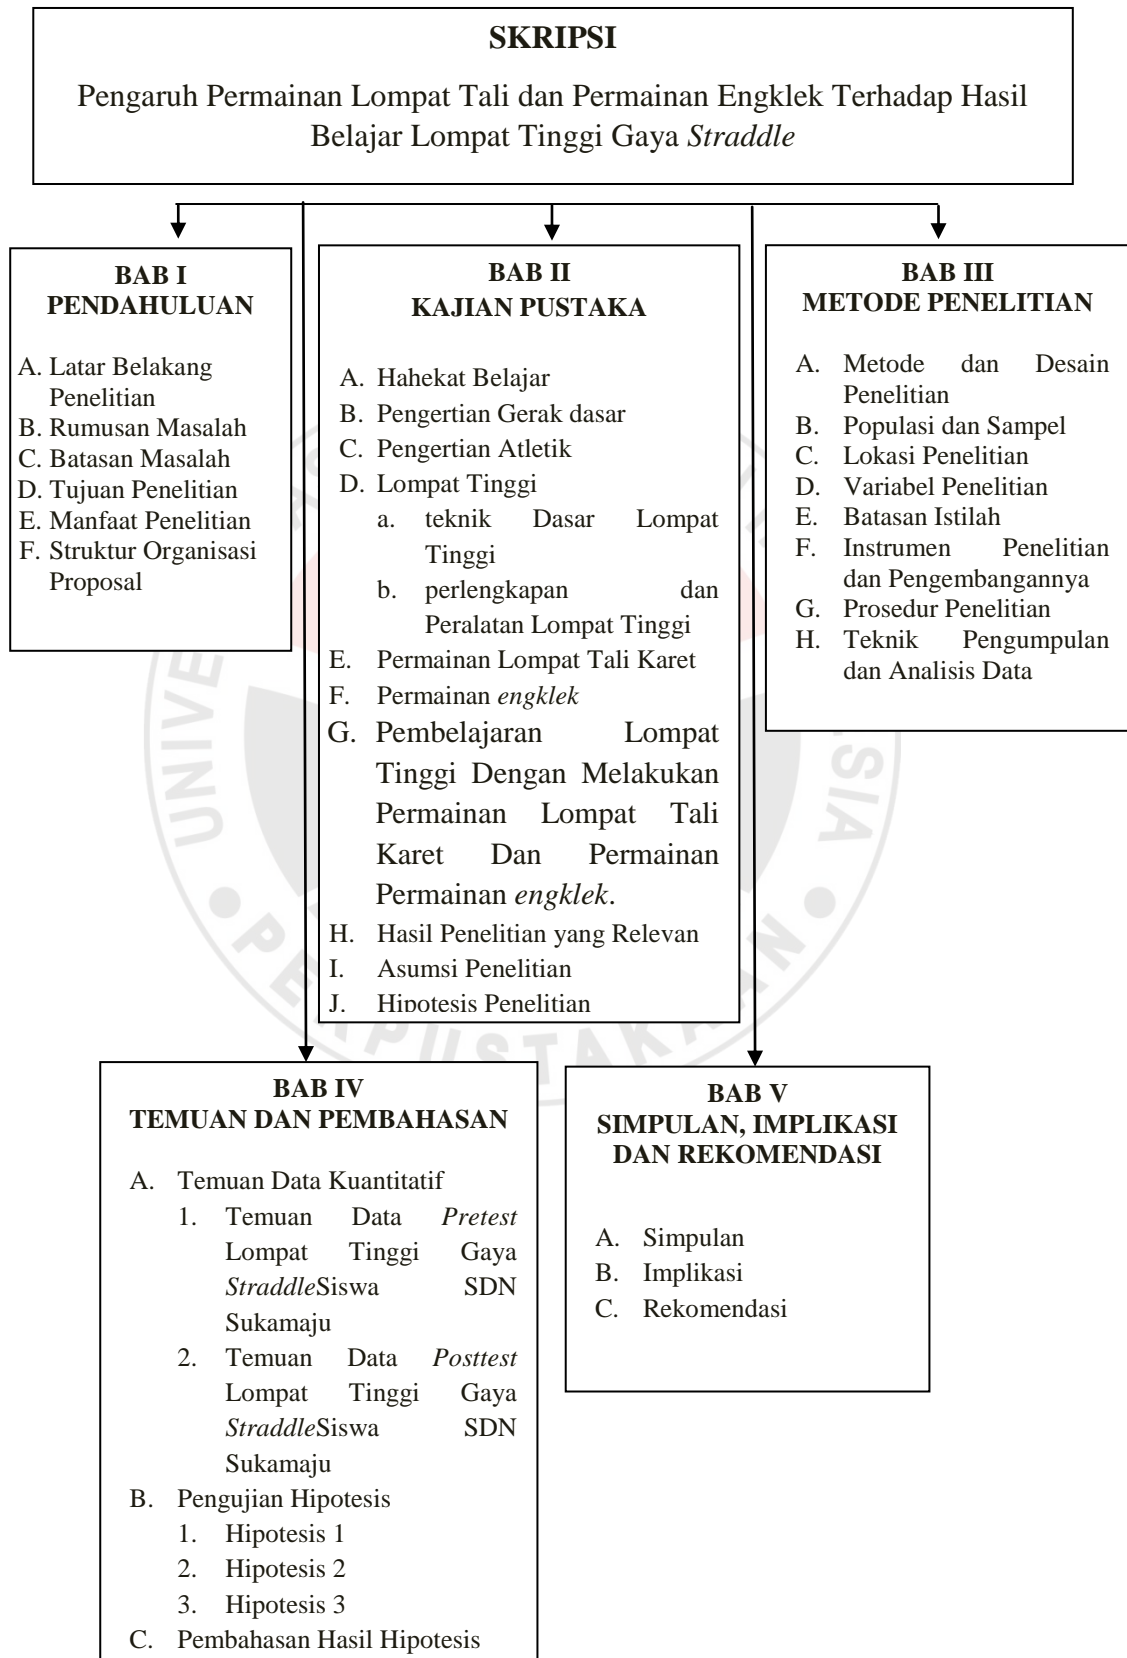 SKRIPSI
Pengaruh Permainan Lompat Tali dan Permainan Engklek Terhadap Hasil
Belajar Lompat Tinggi Gaya Straddle
BAB I
PENDAHULUAN
A. Latar Belakang
Penelitian
B. Rumusan Masalah
C. Batasan Masalah
D. Tujuan Penelitian
E. Manfaat Penelitian
F. Struktur Organisasi
Proposal
BAB II
KAJIAN PUSTAKA
A. Hahekat Belajar
B. Pengertian Gerak dasar
C. Pengertian Atletik
D. Lompat Tinggi
a. teknik Dasar Lompat
Tinggi
b. perlengkapan dan
Peralatan Lompat Tinggi
E. Permainan Lompat Tali Karet
F. Permainan engklek
G. Pembelajaran Lompat
Tinggi Dengan Melakukan
Permainan Lompat Tali
Karet Dan Permainan
Permainan engklek.
H. Hasil Penelitian yang Relevan
I. Asumsi Penelitian
J. Hipotesis Penelitian
BAB III
METODE PENELITIAN
A. Metode dan Desain
Penelitian
B. Populasi dan Sampel
C. Lokasi Penelitian
D. Variabel Penelitian
E. Batasan Istilah
F. Instrumen Penelitian
dan Pengembangannya
G. Prosedur Penelitian
H. Teknik Pengumpulan
dan Analisis Data
BAB IV
TEMUAN DAN PEMBAHASAN
A. Temuan Data Kuantitatif
1. Temuan Data Pretest
Lompat Tinggi Gaya
StraddleSiswa SDN
Sukamaju
2. Temuan Data Posttest
Lompat Tinggi Gaya
StraddleSiswa SDN
Sukamaju
B. Pengujian Hipotesis
1. Hipotesis 1
2. Hipotesis 2
3. Hipotesis 3
C. Pembahasan Hasil Hipotesis
BAB V
SIMPULAN, IMPLIKASI
DAN REKOMENDASI
A. Simpulan
B. Implikasi
C. Rekomendasi